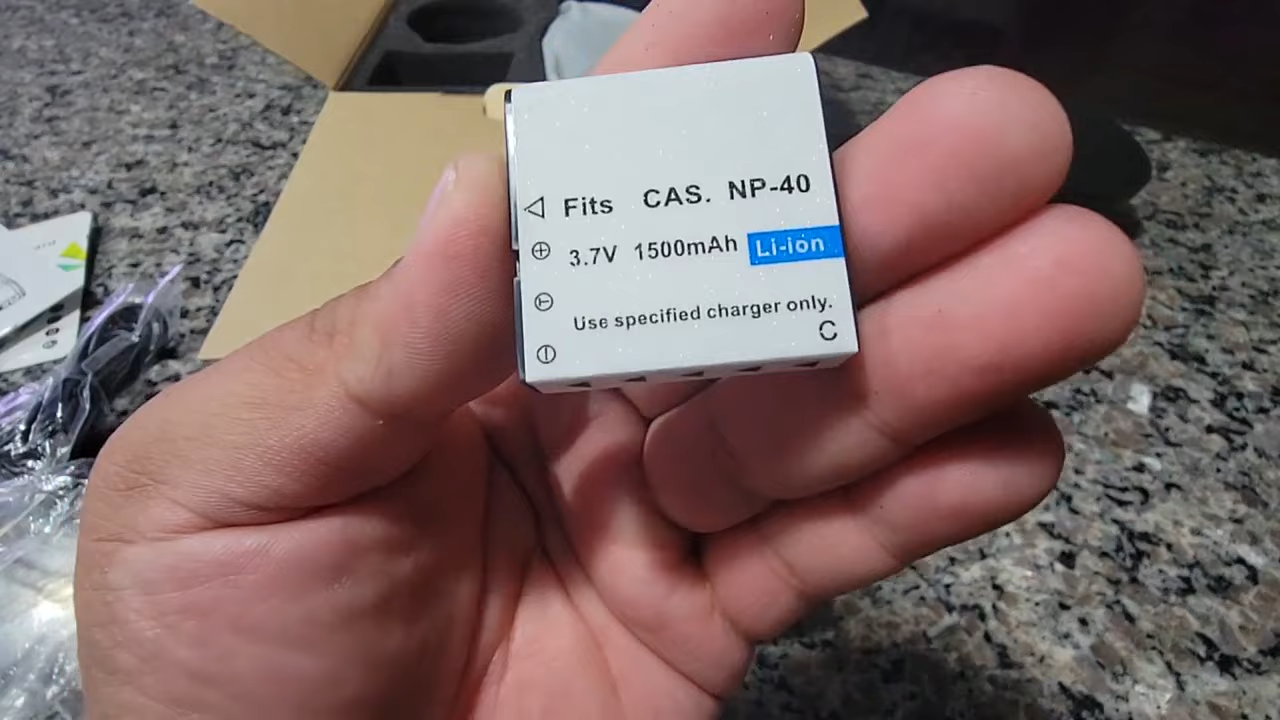 Fits CAS. NP-40
3.7V 1500mAh Li-ion
Use specified charger only.
C